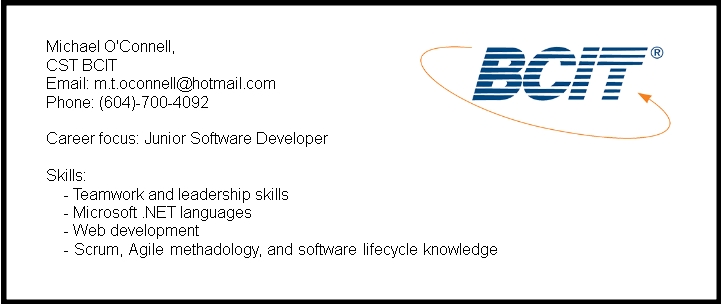 Michael O'Connell,
CST BCIT
Email: m.t.oconnell@hotmail.com
Phone: (604)-700-4092
BCIT®
Career focus: Junior Software Developer
Skills:
- Teamwork and leadership skills
- Microsoft .NET languages
- Web development
- Scrum, Agile methadology, and software lifecycle knowledge